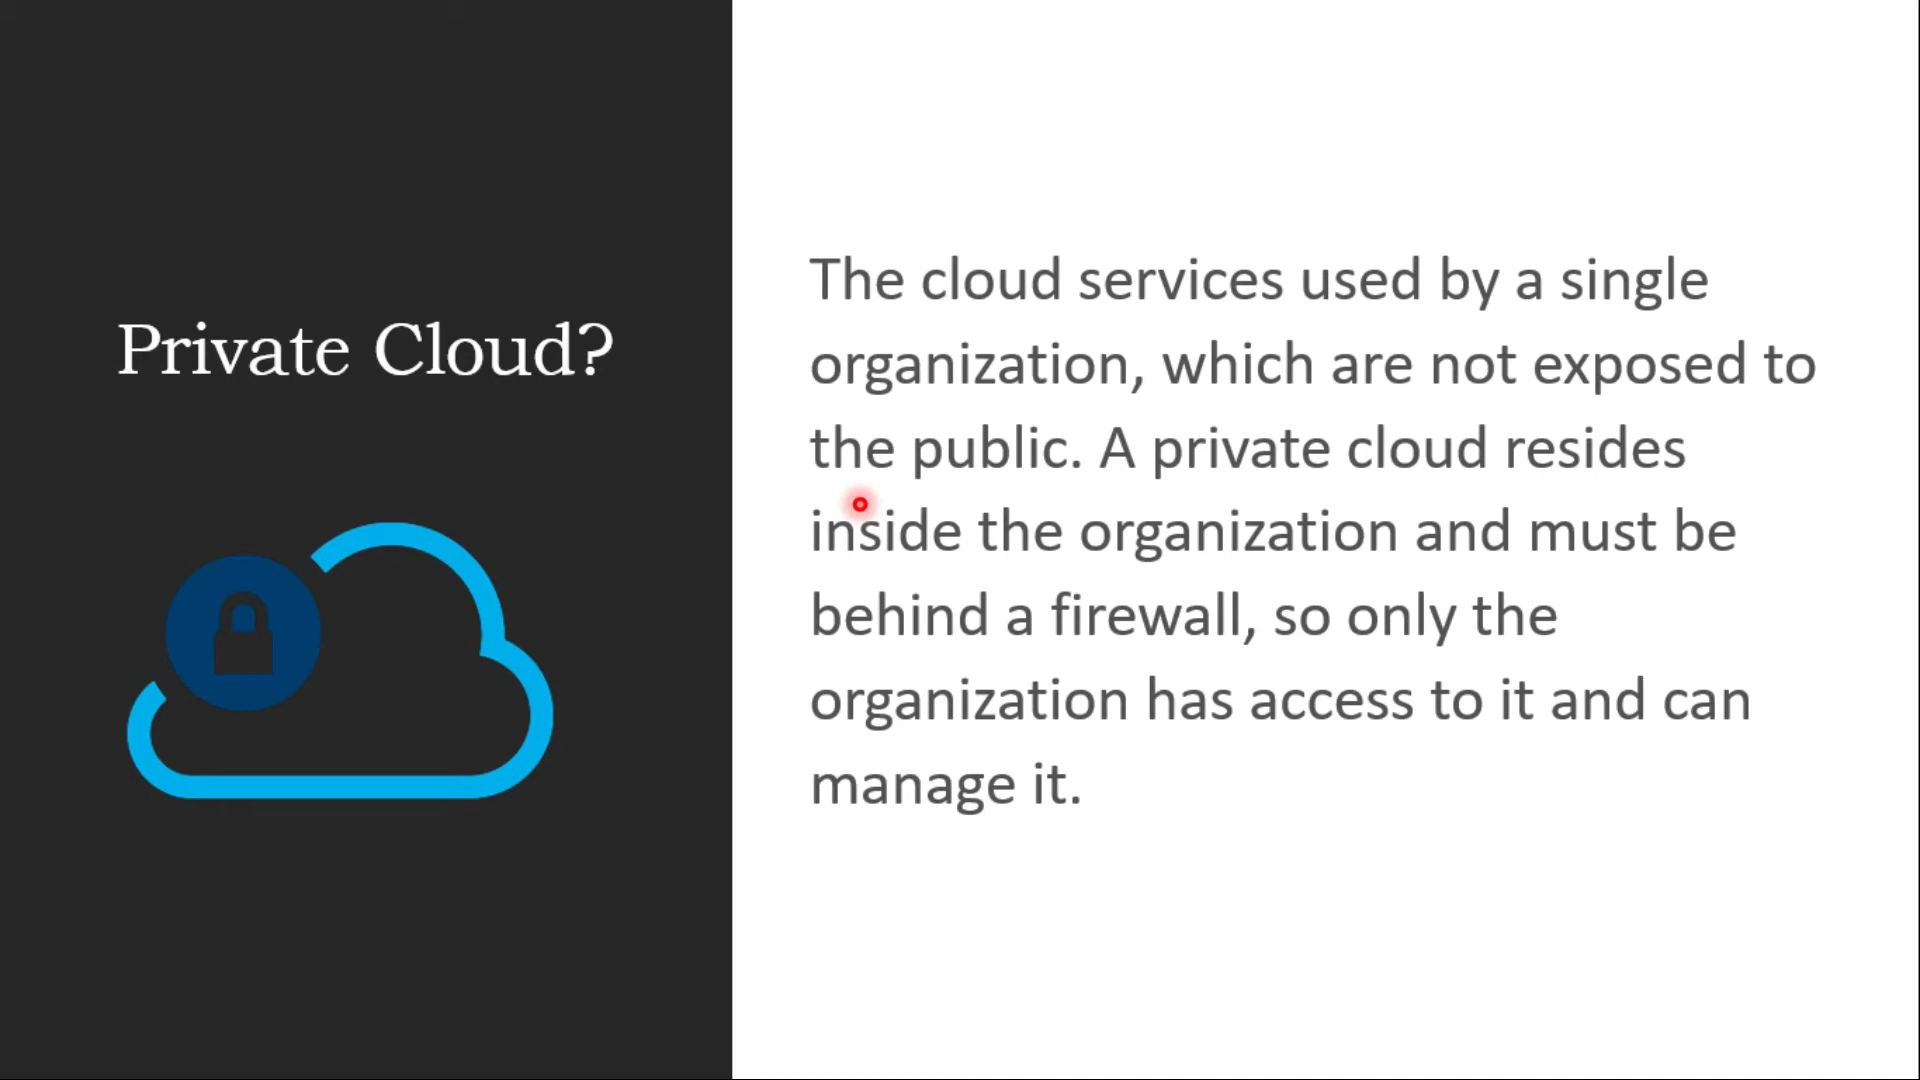 Private Cloud?
The cloud services used by a single
organization, which are not exposed to
the public. A private cloud resides
inside the organization and must be
behind a firewall, so only the
organization has access to it and can
manage it.